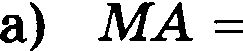 a) MA =